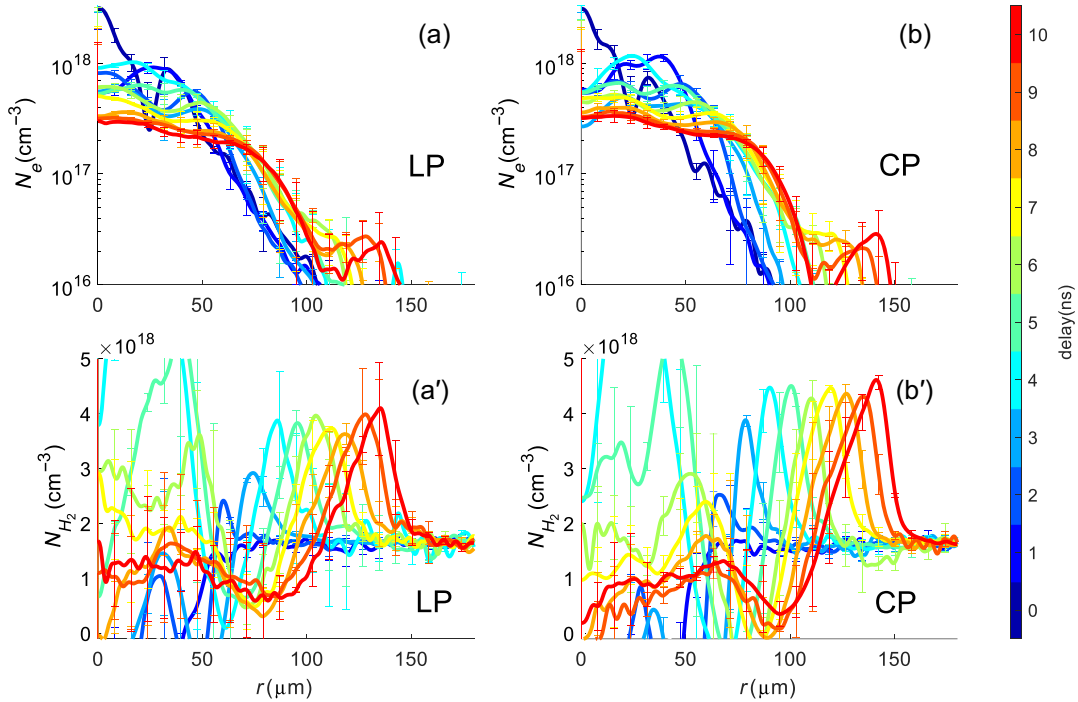 (a)
10^18
10^17
10^16
N_e(cm^−3)
LP
0 50 100 150
(b)
10^18
10^17
10^16
N_e(cm^−3)
CP
0 50 100 150
×10^18
(a′)
5
4
3
2
1
0
N_H_2(cm^−3)
LP
0 50 100 150
r(μm)
×10^18
(b′)
5
4
3
2
1
0
N_H_2(cm^−3)
CP
0 50 100 150
r(μm)
10
9
8
7
6
5
4
3
2
1
0
delay(ns)